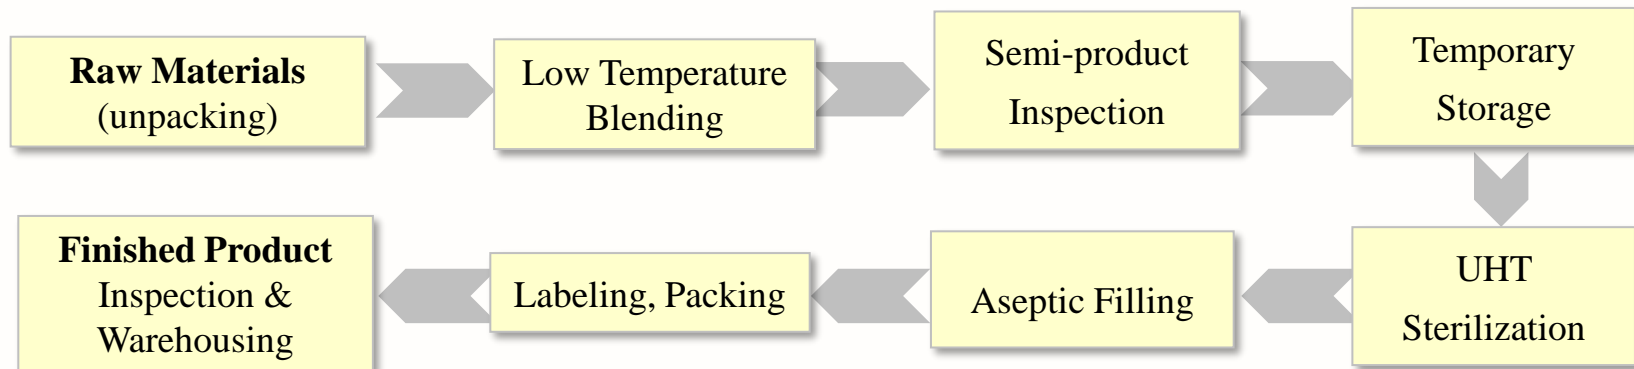 Raw Materials
(unpacking)
Low Temperature
Blending
Semi-product
Inspection
Temporary
Storage
UHT
Sterilization
Aseptic Filling
Labeling, Packing
Finished Product
Inspection &
Warehousing